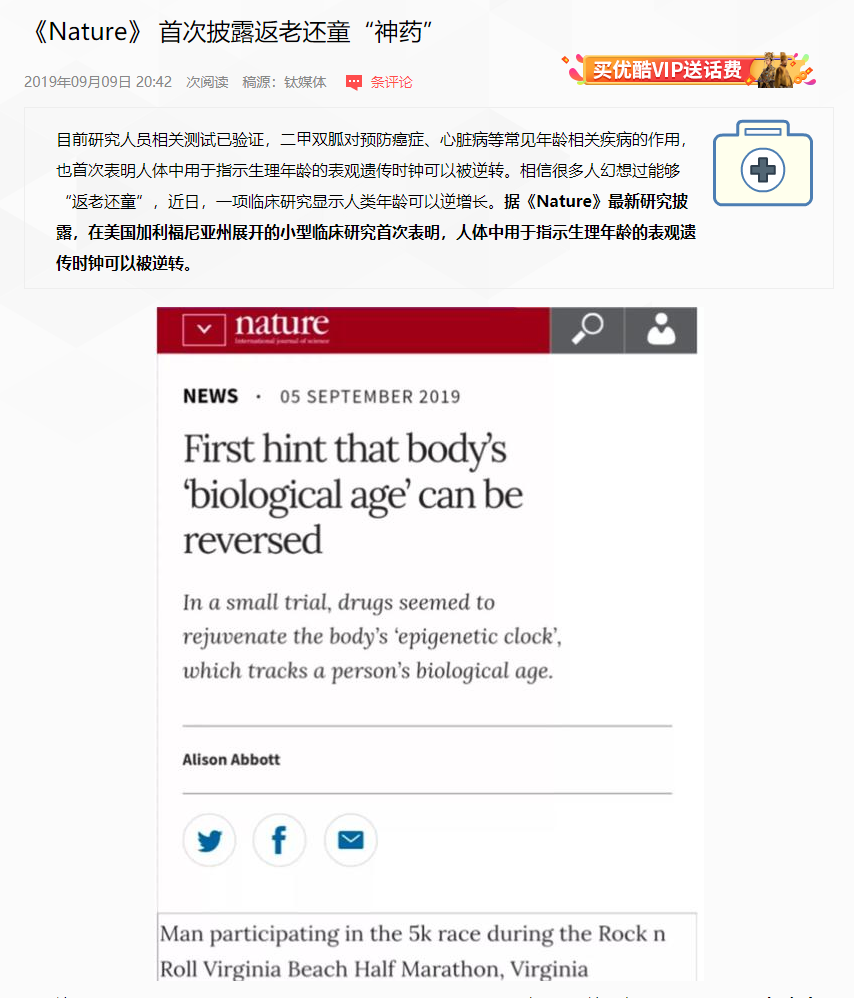 《Nature》 首次披露返老还童“神药”
2019年09月09日 20:42 次阅读 稿源：钛媒体 条评论
买优酷VIP送话费
目前研究人员相关测试已验证，二甲双胍对预防癌症、心脏病等常见年龄相关疾病的作用，
也首次表明人体中用于指示生理年龄的表观遗传时钟可以被逆转。相信很多人幻想过能够
“返老还童”，近日，一项临床研究显示人类年龄可以逆增长。据《Nature》最新研究披
露，在美国加利福尼亚州展开的小型临床研究首次表明，人体中用于指示生理年龄的表观遗
传时钟可以被逆转。
nature
International journal of science
NEWS · 05 SEPTEMBER 2019
First hint that body’s
‘biological age’ can be
reversed
In a small trial, drugs seemed to
rejuvenate the body’s ‘epigenetic clock’,
which tracks a person’s biological age.
Alison Abbott
Man participating in the 5k race during the Rock n
Roll Virginia Beach Half Marathon, Virginia